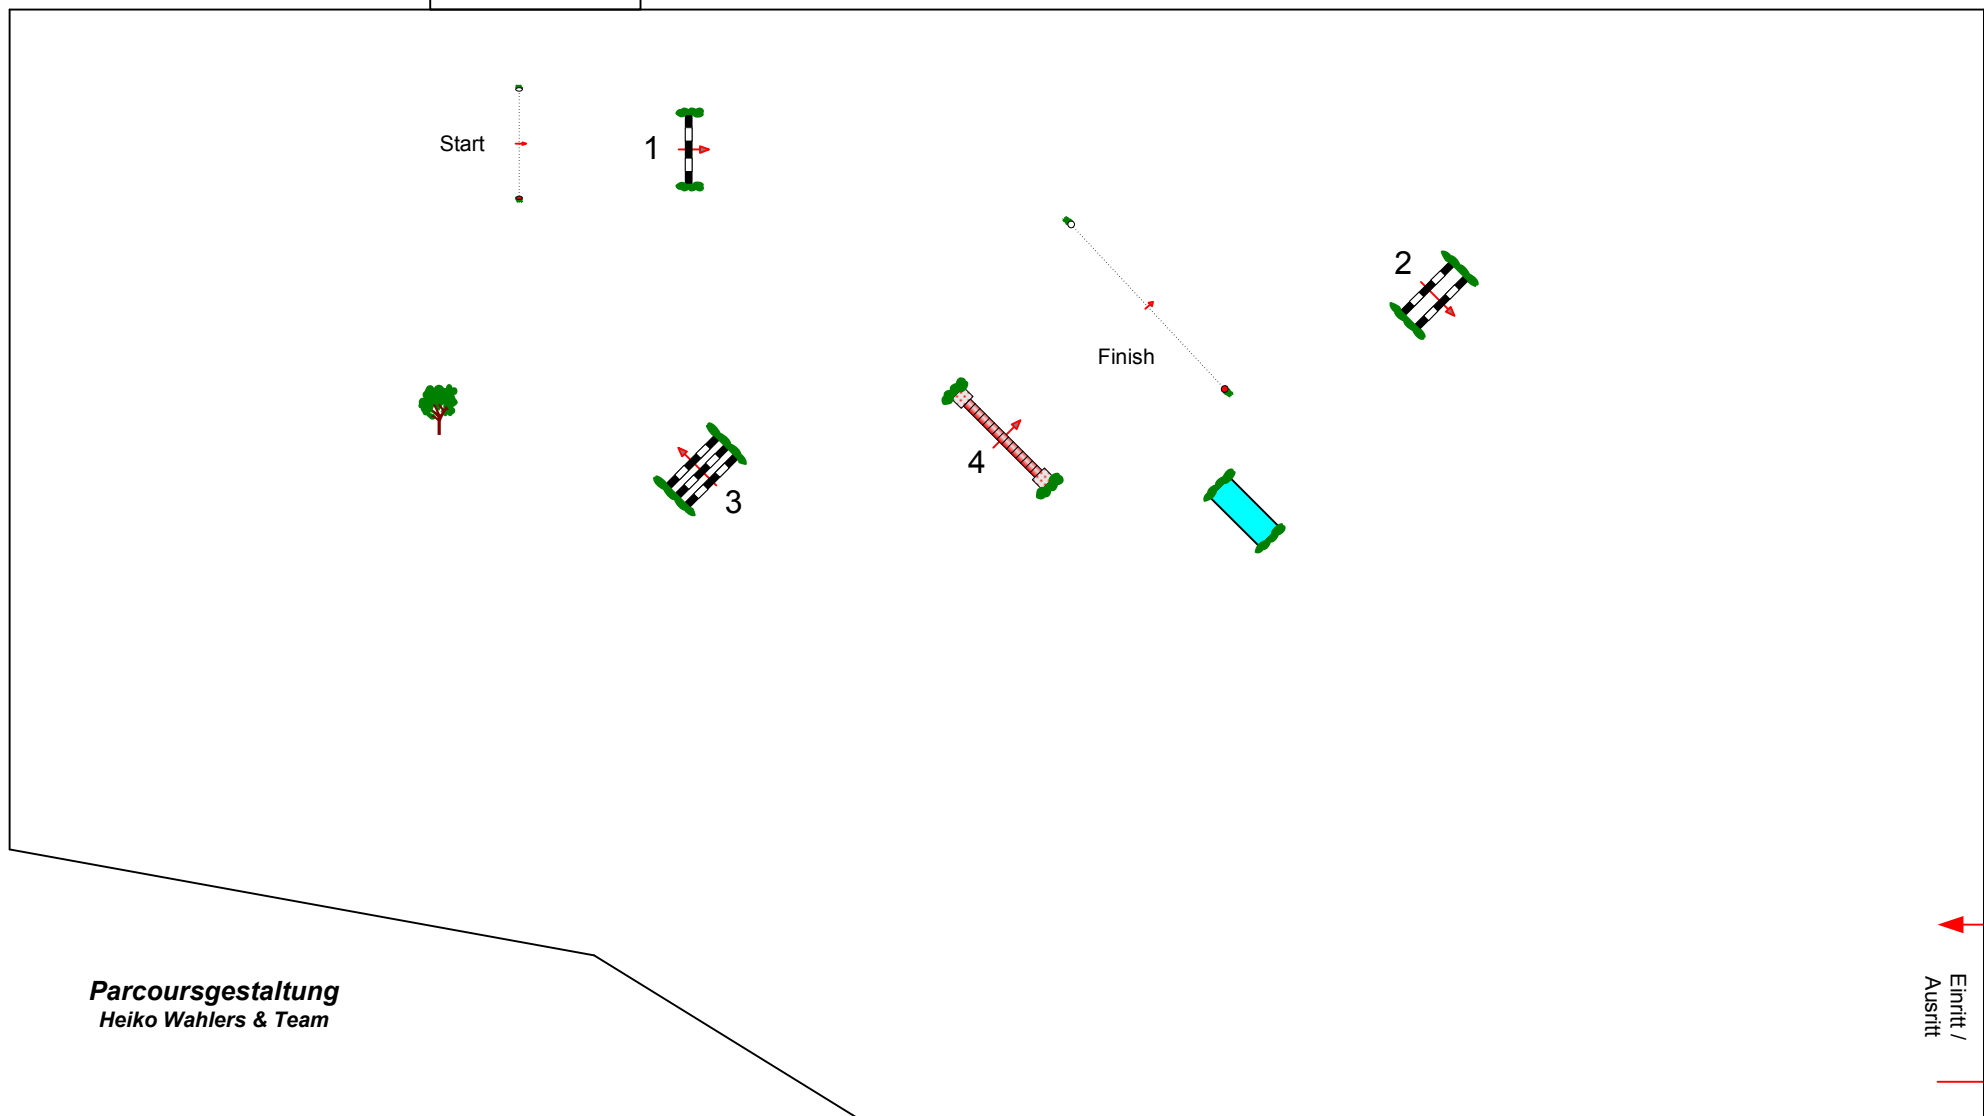 Start
1
2
Finish
4
3
Parcoursgestaltung
Heiko Wahlers & Team
Einritt /
Ausritt